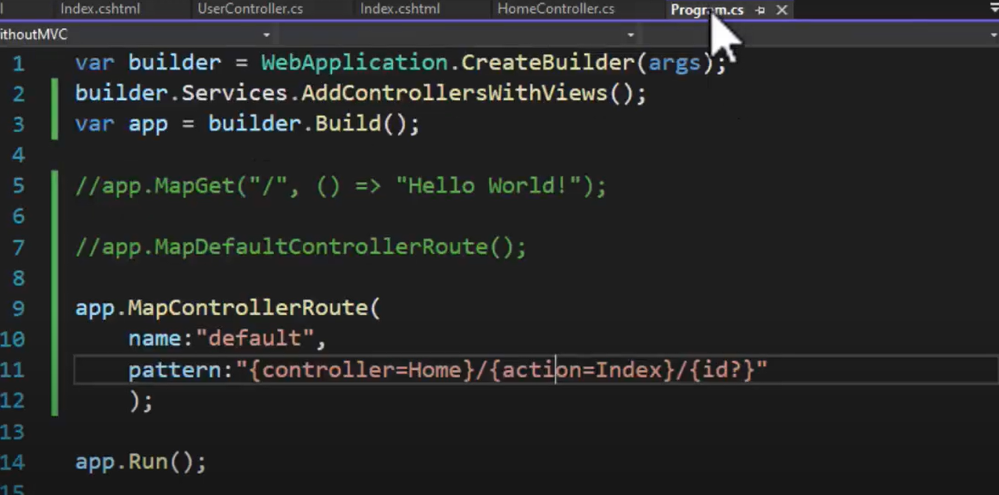 Index.cshtml UserController.cs Index.cshtml HomeController.cs Program.cs
ithoutMVC
1 var builder = WebApplication.CreateBuilder(args);
2 builder.Services.AddControllersWithViews();
3 var app = builder.Build();
4
5 //app.MapGet("/", () => "Hello World!");
6
7 //app.MapDefaultControllerRoute();
8
9 app.MapControllerRoute(
10 name:"default",
11 pattern:"{controller=Home}/{action=Index}/{id?}"
12 );
13
14 app.Run();
15